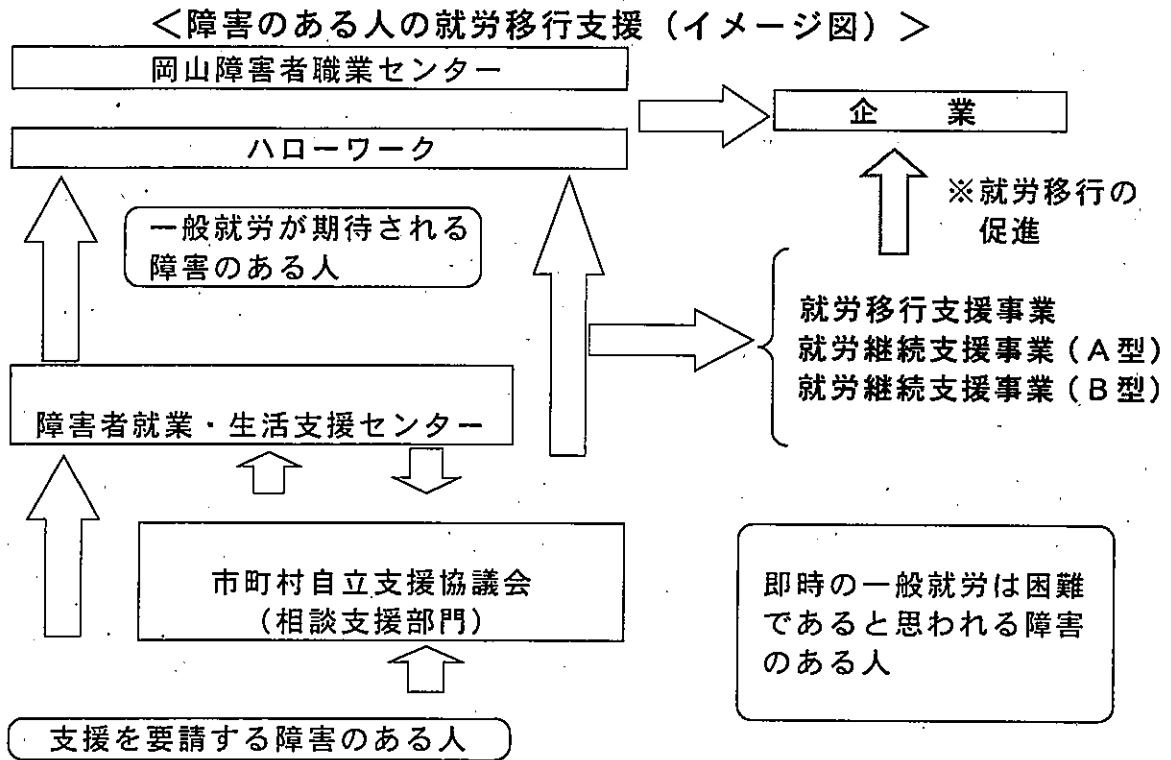 ＜障害のある人の就労移行支援（イメージ図）＞
岡山障害者職業センター
企　業
ハローワーク
※就労移行の
促進
一般就労が期待される
障害のある人
就労移行支援事業
就労継続支援事業（Ａ型）
就労継続支援事業（Ｂ型）
障害者就業・生活支援センター
市町村自立支援協議会
（相談支援部門）
即時の一般就労は困難
であると思われる障害
のある人
支援を要請する障害のある人